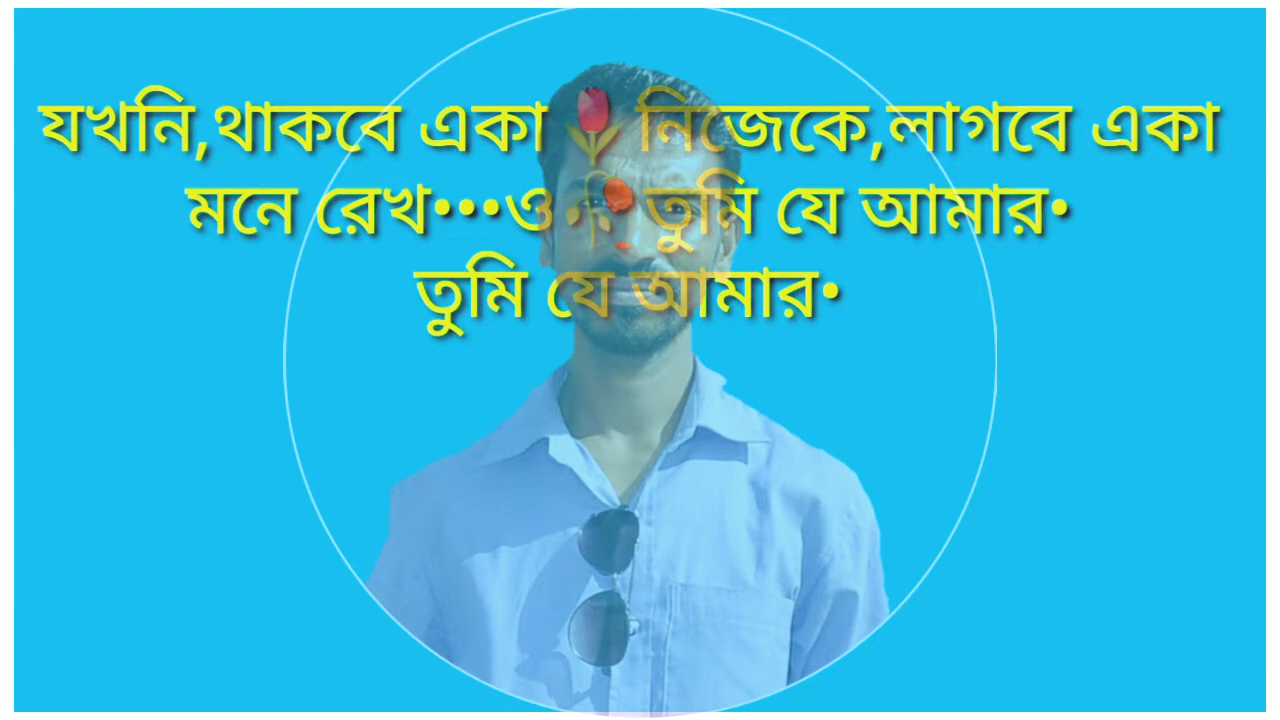 যখনি,থাকবে একা🌷 নিজেকে,লাগবে একা
মনে রেখ•••ও🥀 তুমি যে আমার•
তুমি যে আমার•